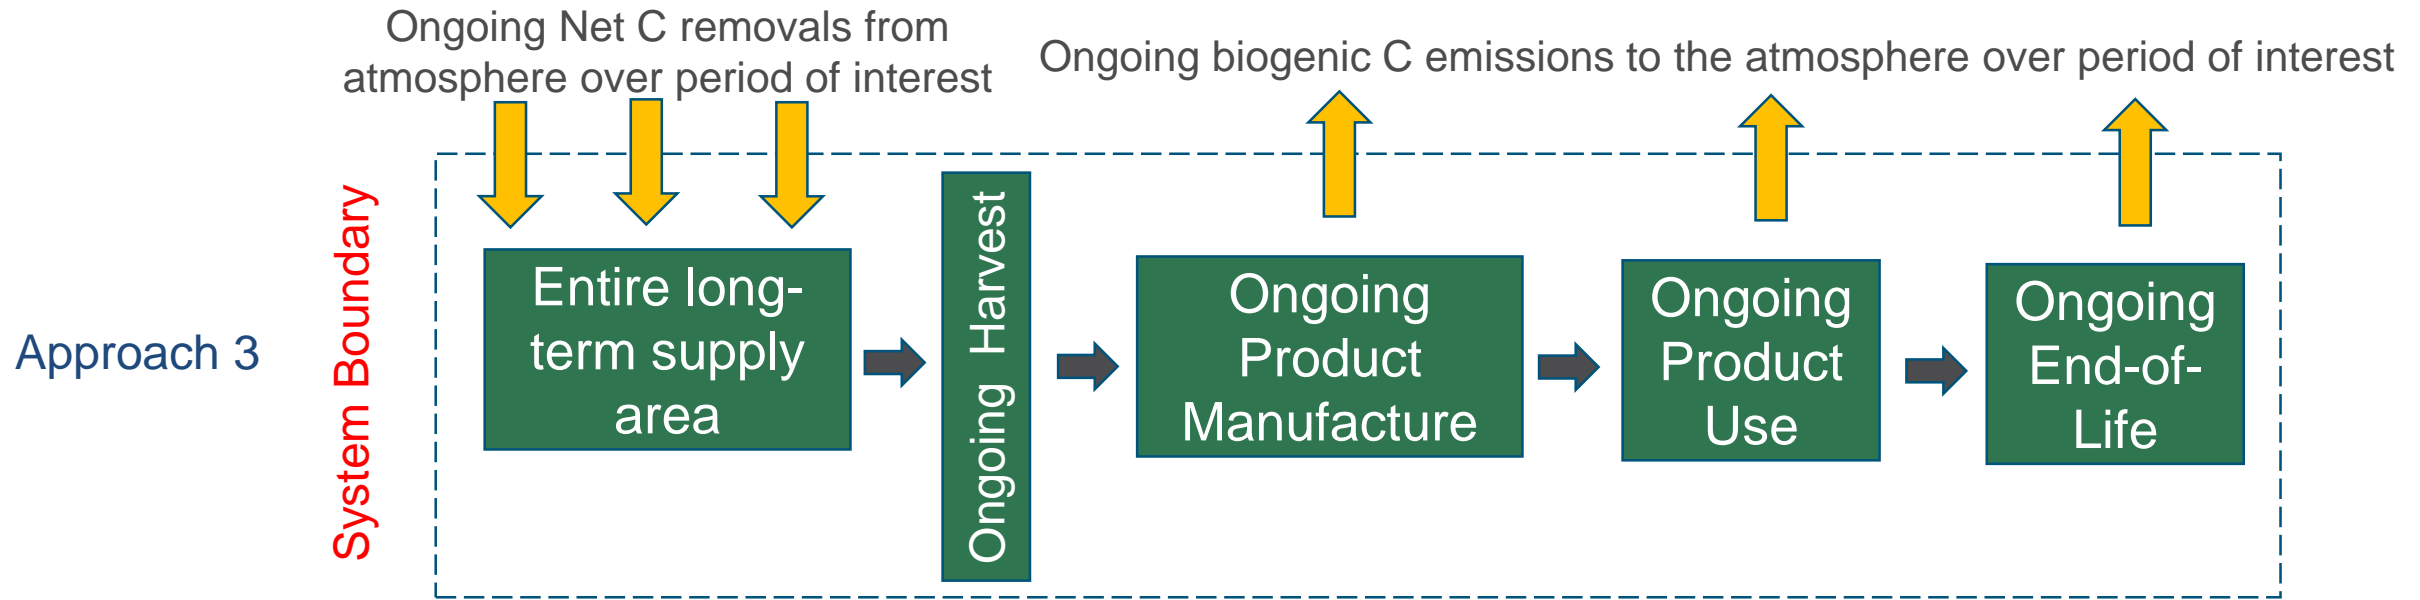 Ongoing Net C removals from
atmosphere over period of interest
Ongoing biogenic C emissions to the atmosphere over period of interest
Approach 3
System Boundary
Entire long-
term supply
area
Ongoing Harvest
Ongoing
Product
Manufacture
Ongoing
Product
Use
Ongoing
End-of-
Life